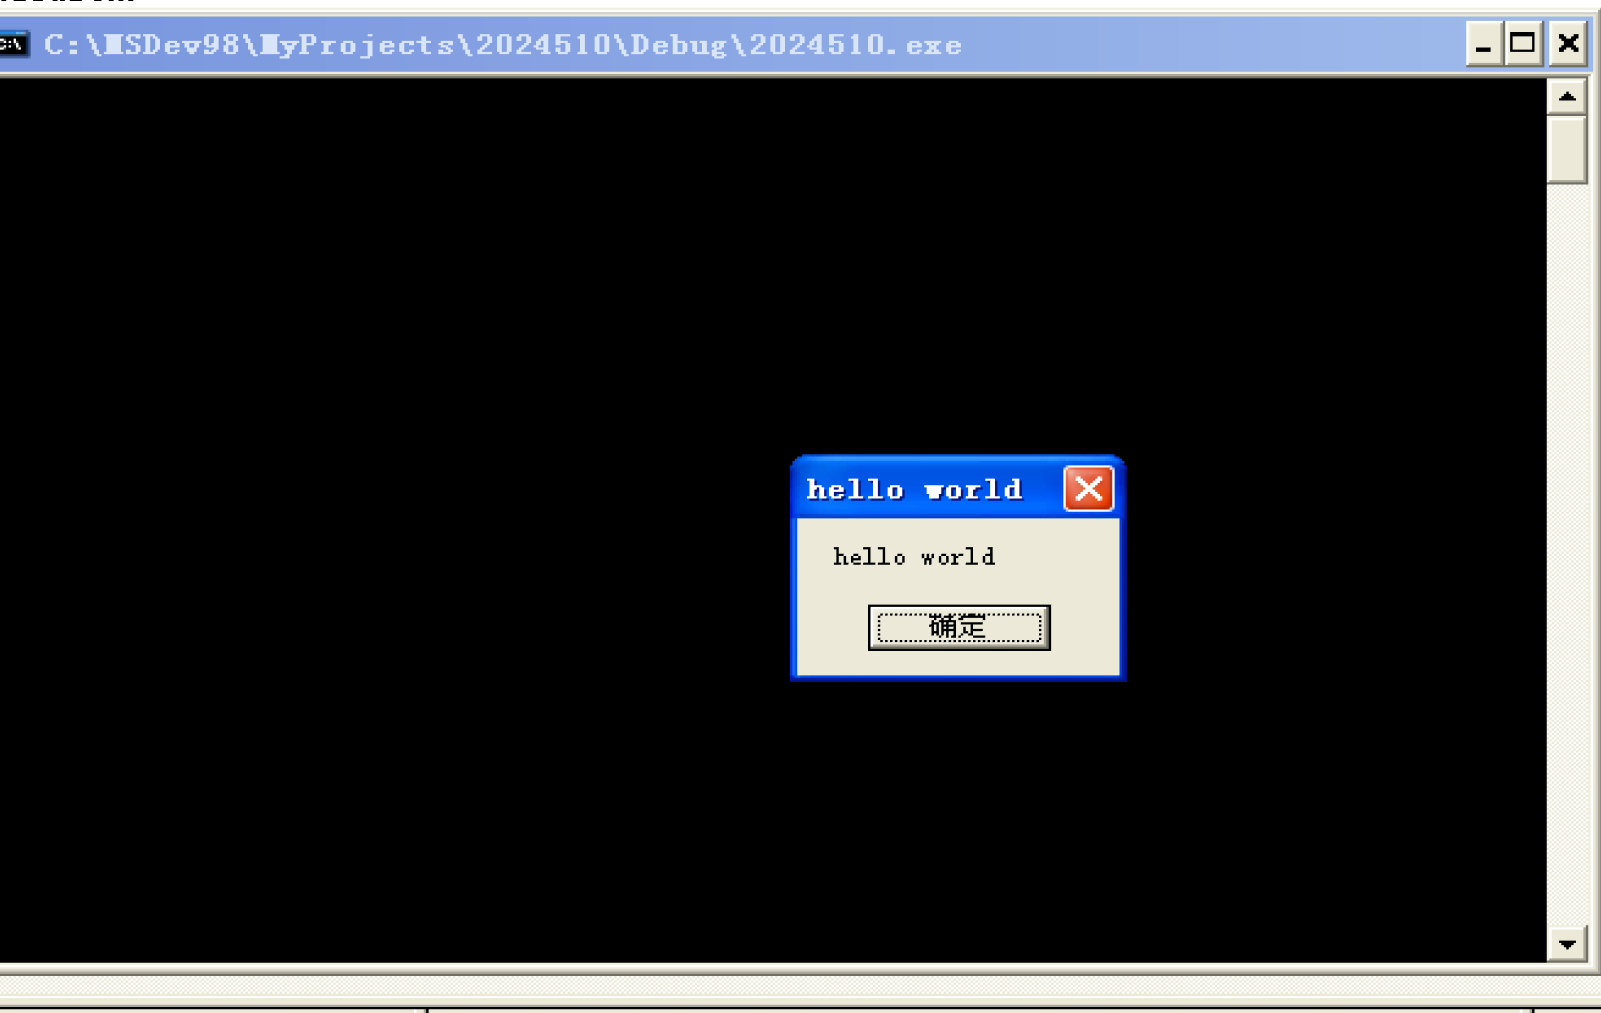 C:\MSDev98\MyProjects\2024510\Debug\2024510.exe
hello world
hello world
确定